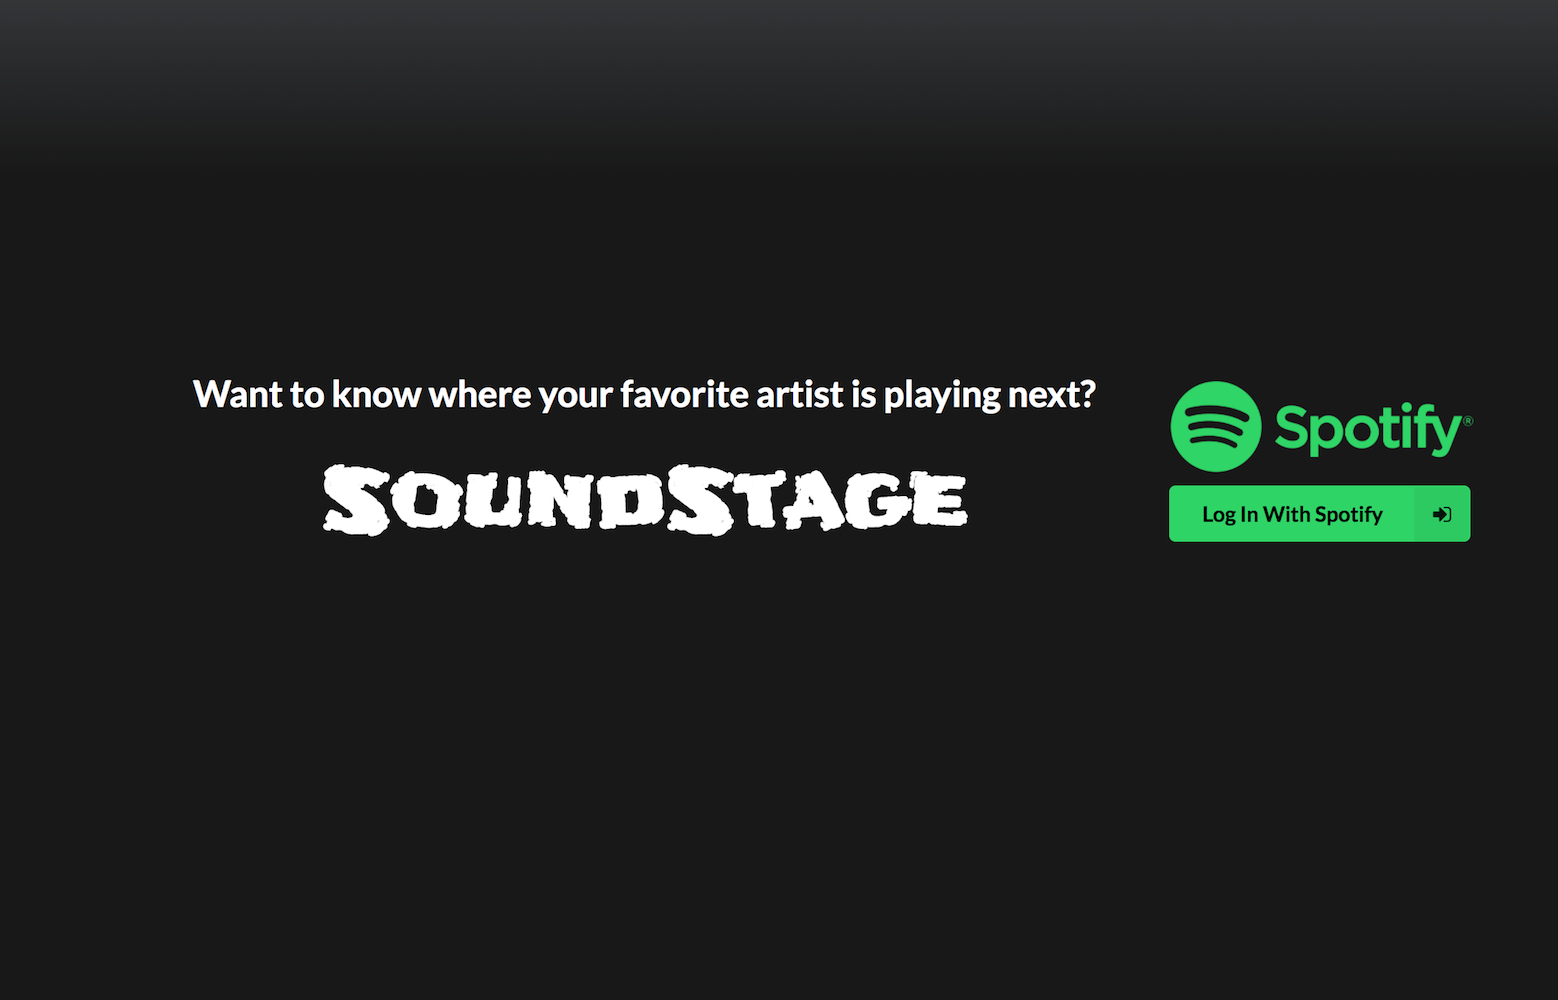 Want to know where your favorite artist is playing next?
SOUNDSTAGE
Spotify®
Log In With Spotify